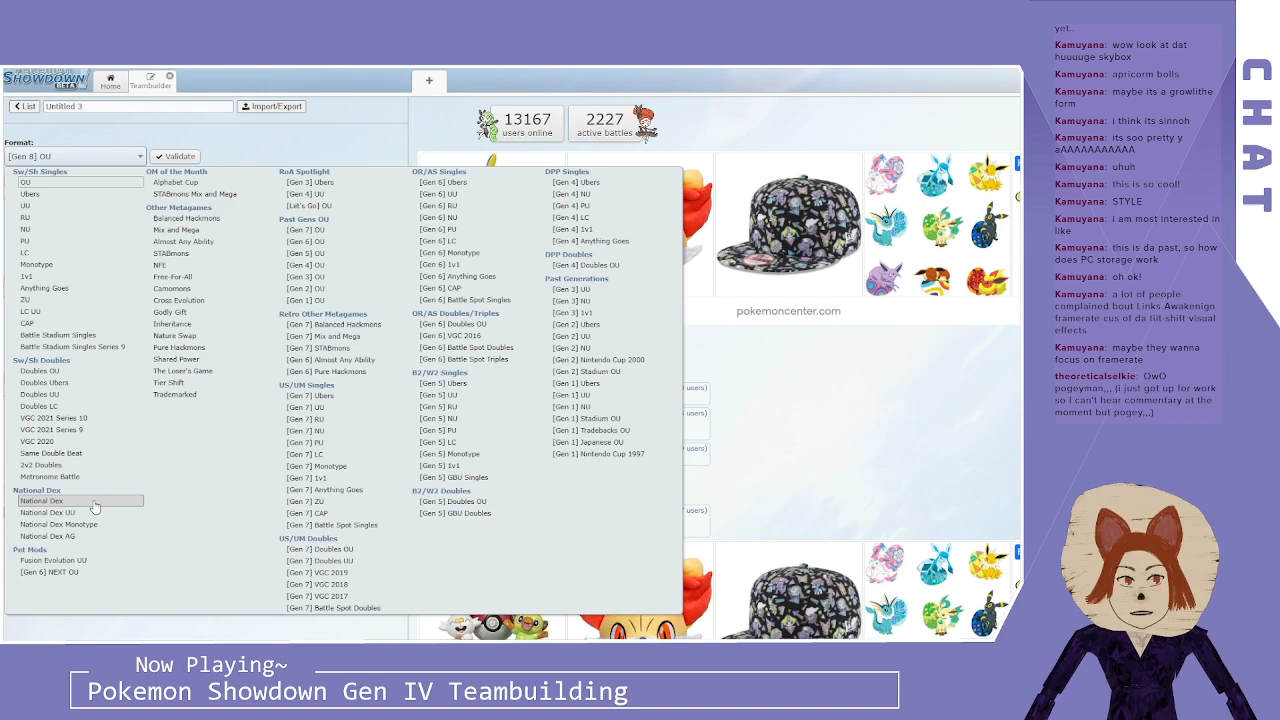 SHOWDOWN
BETA
Home
Teambuilder
+
List
Untitled 3
Import/Export
Format:
[Gen 8] OU
Validate
13167
users online
2227
active battles
Sw/Sh Singles
OU
Ubers
UU
RU
NU
PU
LC
Monotype
1v1
Anything Goes
ZU
LC UU
CAP
Battle Stadium Singles
Battle Stadium Singles Series 9
Sw/Sh Doubles
Doubles OU
Doubles Ubers
Doubles UU
Doubles LC
VGC 2021 Series 10
VGC 2021 Series 9
VGC 2020
Same Double Beat
2v2 Doubles
Metronome Battle
National Dex
National Dex
National Dex UU
National Dex Monotype
National Dex AG
Pet Mods
Fusion Evolution UU
[Gen 6] NEXT OU
OM of the Month
Alphabet Cup
STABmons Mix and Mega
Other Metagames
Balanced Hackmons
Mix and Mega
Almost Any Ability
STABmons
NFE
Free-For-All
Camomons
Cross Evolution
Godly Gift
Inheritance
Nature Swap
Pure Hackmons
Shared Power
The Loser's Game
Tier Shift
Trademarked
RoA Spotlight
[Gen 3] Ubers
[Gen 4] UU
[Let's Go] OU
Past Gens OU
[Gen 7] OU
[Gen 6] OU
[Gen 5] OU
[Gen 4] OU
[Gen 3] OU
[Gen 2] OU
[Gen 1] OU
Retro Other Metagames
[Gen 7] Balanced Hackmons
[Gen 7] Mix and Mega
[Gen 7] STABmons
[Gen 6] Almost Any Ability
[Gen 6] Pure Hackmons
US/UM Singles
[Gen 7] Ubers
[Gen 7] UU
[Gen 7] RU
[Gen 7] NU
[Gen 7] PU
[Gen 7] LC
[Gen 7] Monotype
[Gen 7] 1v1
[Gen 7] Anything Goes
[Gen 7] ZU
[Gen 7] CAP
[Gen 7] Battle Spot Singles
US/UM Doubles
[Gen 7] Doubles OU
[Gen 7] Doubles UU
[Gen 7] VGC 2019
[Gen 7] VGC 2018
[Gen 7] VGC 2017
[Gen 7] Battle Spot Doubles
OR/AS Singles
[Gen 6] Ubers
[Gen 6] UU
[Gen 6] RU
[Gen 6] NU
[Gen 6] PU
[Gen 6] LC
[Gen 6] Monotype
[Gen 6] 1v1
[Gen 6] Anything Goes
[Gen 6] CAP
[Gen 6] Battle Spot Singles
OR/AS Doubles/Triples
[Gen 6] Doubles OU
[Gen 6] VGC 2016
[Gen 6] Battle Spot Doubles
[Gen 6] Battle Spot Triples
B2/W2 Singles
[Gen 5] Ubers
[Gen 5] UU
[Gen 5] RU
[Gen 5] NU
[Gen 5] PU
[Gen 5] LC
[Gen 5] Monotype
[Gen 5] 1v1
[Gen 5] GBU Singles
B2/W2 Doubles
[Gen 5] Doubles OU
[Gen 5] GBU Doubles
DPP Singles
[Gen 4] Ubers
[Gen 4] NU
[Gen 4] PU
[Gen 4] LC
[Gen 4] 1v1
[Gen 4] Anything Goes
DPP Doubles
[Gen 4] Doubles OU
Past Generations
[Gen 3] UU
[Gen 3] NU
[Gen 3] 1v1
[Gen 2] Ubers
[Gen 2] UU
[Gen 2] NU
[Gen 2] Nintendo Cup 2000
[Gen 2] Stadium OU
[Gen 1] Ubers
[Gen 1] UU
[Gen 1] NU
[Gen 1] Stadium OU
[Gen 1] Tradebacks OU
[Gen 1] Japanese OU
[Gen 1] Nintendo Cup 1997
users)
users)
users)
users)
pokemoncenter.com
yet..
Kamuyana: wow look at dat
huuuuge skybox
Kamuyana: apricorm bolls
Kamuyana: maybe its a growlithe
form
Kamuyana: i think its sinnoh
Kamuyana: its soo pretty y
aAAAAAAAAAAA
Kamuyana: uhuh
Kamuyana: this is so cool!
Kamuyana: STYLE
Kamuyana: i am most interested in
like
Kamuyana: this is da past, so how
does PC storage work
Kamuyana: oh ok!
Kamuyana: a lot of people
complained bout Links Awakenign
framerate cus of da tiit-shift visual
effects
Kamuyana: maybe they wanna
focus on framerate
theoreticalselkie: OwO
pogeyman,,, (i just got up for work
so I can't hear commentary at the
moment but pogey,,,)
CHAT
Now Playing~
Pokemon Showdown Gen IV Teambuilding